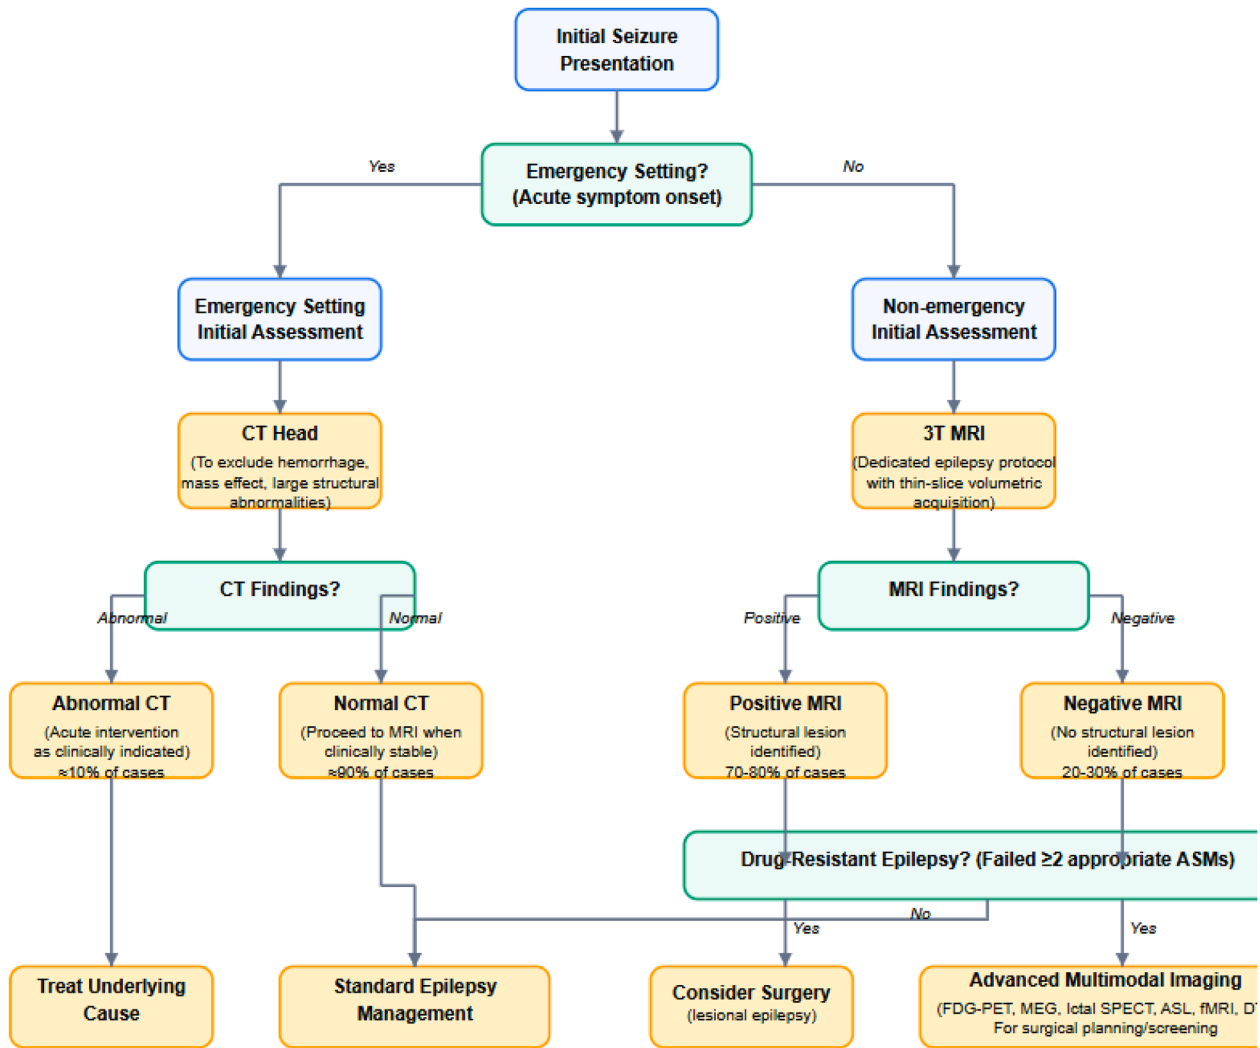 Initial Seizure
Presentation
Emergency Setting?
(Acute symptom onset)
Yes
No
Emergency Setting
Initial Assessment
Non-emergency
Initial Assessment
CT Head
(To exclude hemorrhage,
mass effect, large structural
abnormalities)
3T MRI
(Dedicated epilepsy protocol
with thin-slice volumetric
acquisition)
CT Findings?
Abnormal
Normal
MRI Findings?
Positive
Negative
Abnormal CT
(Acute intervention
as clinically indicated)
≈10% of cases
Normal CT
(Proceed to MRI when
clinically stable)
≈90% of cases
Positive MRI
(Structural lesion
identified)
70-80% of cases
Negative MRI
(No structural lesion
identified)
20-30% of cases
Drug-Resistant Epilepsy? (Failed ≥2 appropriate ASMs)
No
Yes
Yes
Treat Underlying
Cause
Standard Epilepsy
Management
Consider Surgery
(lesional epilepsy)
Advanced Multimodal Imaging
(FDG-PET, MEG, Ictal SPECT, ASL, fMRI,
For surgical planning/screening